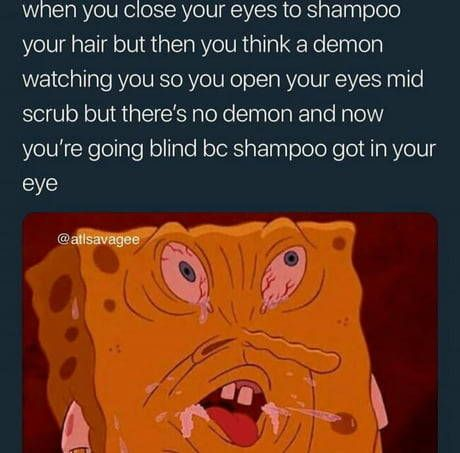 when you close your eyes to shampoo
your hair but then you think a demon
watching you so you open your eyes mid
scrub but there's no demon and now
you're going blind bc shampoo got in your
eye
@atlsavagee